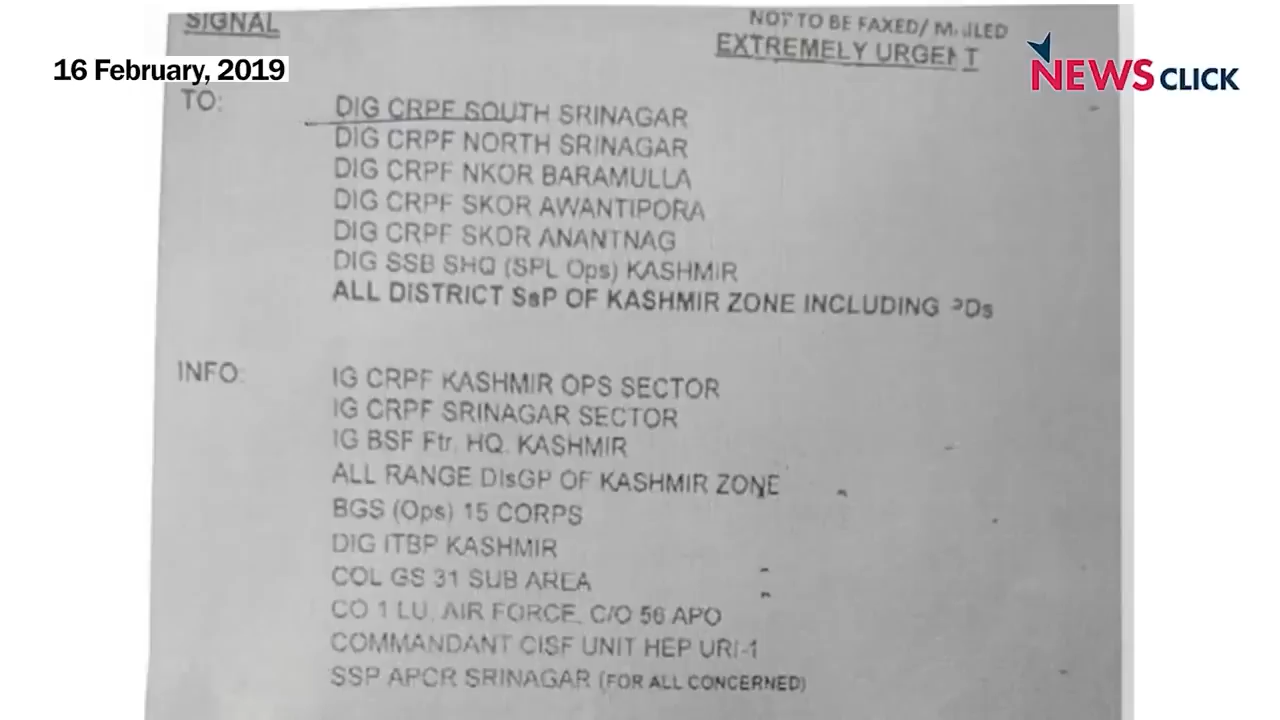 SIGNAL
NOT TO BE FAXED/
EXTREMELY URGENT
16 February, 2019
NEWS CLICK
TO:
DIG CRPF SOUTH SRINAGAR
DIG CRPF NORTH SRINAGAR
DIG CRPF NKOR BARAMULLA
DIG CRPF SKOR AWANTIPORA
DIG CRPF SKOR ANANTNAG
DIG SSB SHQ (SPL Ops) KASHMIR
ALL DISTRICT SsP OF KASHMIR ZONE INCLUDING PDs
INFO:
IG CRPF KASHMIR OPS SECTOR
IG CRPF SRINAGAR SECTOR
IG BSF Ftr. HQ. KASHMIR
ALL RANGE DIsGP OF KASHMIR ZONE
BGS (Ops) 15 CORPS
DIG ITBP KASHMIR
COL GS 31 SUB AREA
CO 1 LU, AIR FORCE, C/O 56 APO
COMMANDANT CISF UNIT HEP URI-1
SSP APCR SRINAGAR (FOR ALL CONCERNED)